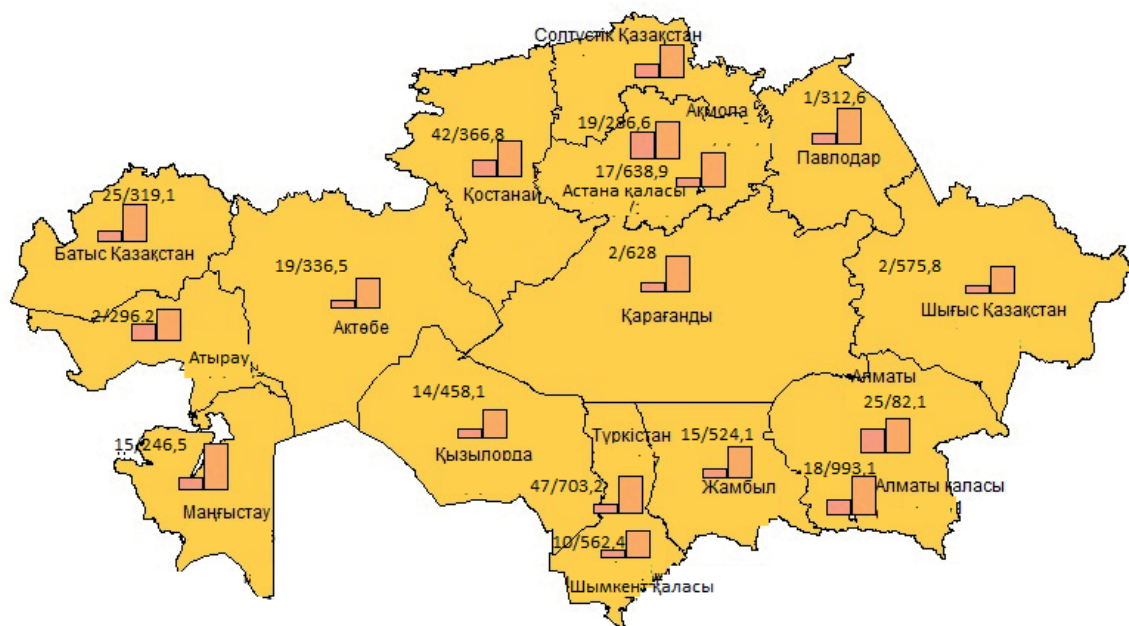 Солтүстік Қазақстан
1/312,6
Ақмола
19/286,6
42/366,8
Павлодар
17/638,9
Астана қаласы
Қостанай
25/319,1
Батыс Қазақстан
2/628
19/336,5
2/575,8
Шығыс Қазақстан
Қарағанды
2/296.2
Актөбе
Атырау
Алматы
14/458,1
25/82,1
Түркістан
15/524,1
15/246,5
Қызылорда
18/993,1
47/703,2
Жамбыл
Алматы қаласы
Маңғыстау
10/562,4
Шымкент қаласы